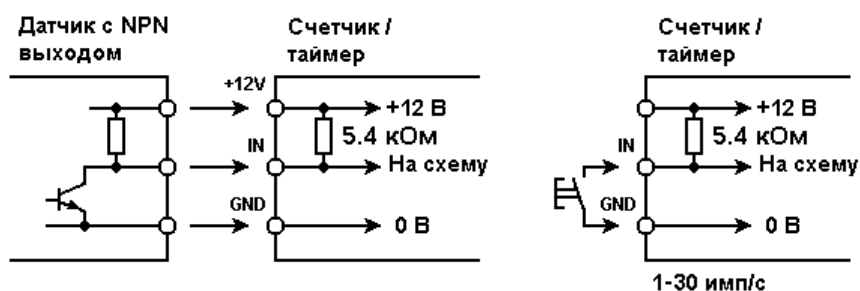 Датчик с NPN
выходом
Счетчик /
таймер
+12V
+12 В
5.4 кОм
IN
На схему
GND
0 В
Счетчик /
таймер
+12 В
5.4 кОм
IN
На схему
GND
0 В
1-30 имп/с